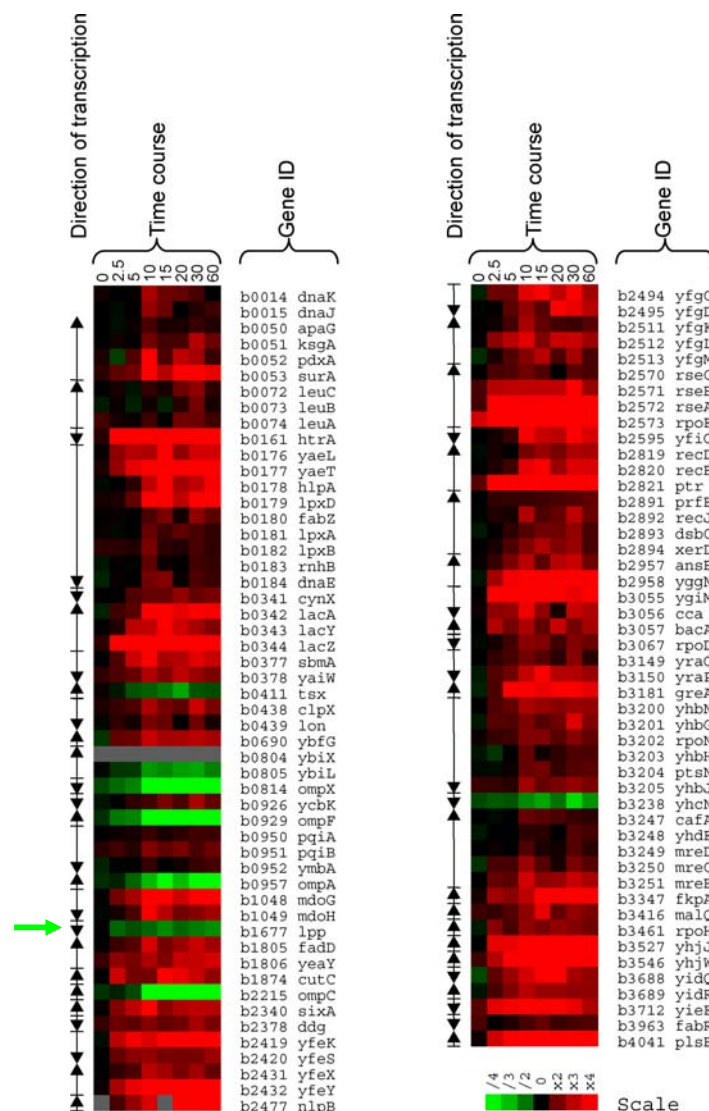 Direction of transcription
Time course
Gene ID
0 2.5 5 10 15 20 30 60
b0014 dnaK
b0015 dnaJ
b0050 apaG
b0051 ksgA
b0052 pdxA
b0053 surA
b0072 leuC
b0073 leuB
b0074 leuA
b0161 htrA
b0176 yaeL
b0177 yaeT
b0178 hlpA
b0179 lpxD
b0180 fabZ
b0181 lpxA
b0182 lpxB
b0183 rnhB
b0184 dnaE
b0341 cynX
b0342 lacA
b0343 lacY
b0344 lacZ
b0377 sbmA
b0378 yaiW
b0411 tsx
b0438 clpX
b0439 lon
b0690 ybfG
b0804 ybiX
b0805 ybiL
b0814 ompX
b0926 ycbK
b0929 ompF
b0950 pqiA
b0951 pqiB
b0952 ymbA
b0957 ompA
b1048 mdoG
b1049 mdoH
b1677 lpp
b1805 fadD
b1806 yeaY
b1874 cutC
b2215 ompC
b2340 sixA
b2378 ddg
b2419 yfeK
b2420 yfeS
b2431 yfeX
b2432 yfeY
b2477 nlpB
Direction of transcription
Time course
Gene ID
0 2.5 5 10 15 20 30 60
b2494 yfgC
b2495 yfgD
b2511 yfgK
b2512 yfgL
b2513 yfgM
b2570 rseC
b2571 rseB
b2572 rseA
b2573 rpoE
b2595 yfiO
b2819 recD
b2820 recB
b2821 ptr
b2891 prfB
b2892 recJ
b2893 dsbC
b2894 xerD
b2957 ansB
b2958 yggN
b3055 ygiM
b3056 cca
b3057 bacA
b3067 rpoD
b3149 yraO
b3150 yraP
b3181 greA
b3200 yhbN
b3201 yhbG
b3202 rpoN
b3203 yhbH
b3204 ptsN
b3205 yhbJ
b3238 yhcN
b3247 cafA
b3248 yhdE
b3249 mreD
b3250 mreC
b3251 mreB
b3347 fkpA
b3416 malQ
b3461 rpoH
b3527 yhjJ
b3546 yhjW
b3688 yidQ
b3689 yidR
b3712 yieE
b3963 fabR
b4041 plsB
/4 /3 /2 0 x2 x3 x4
Scale